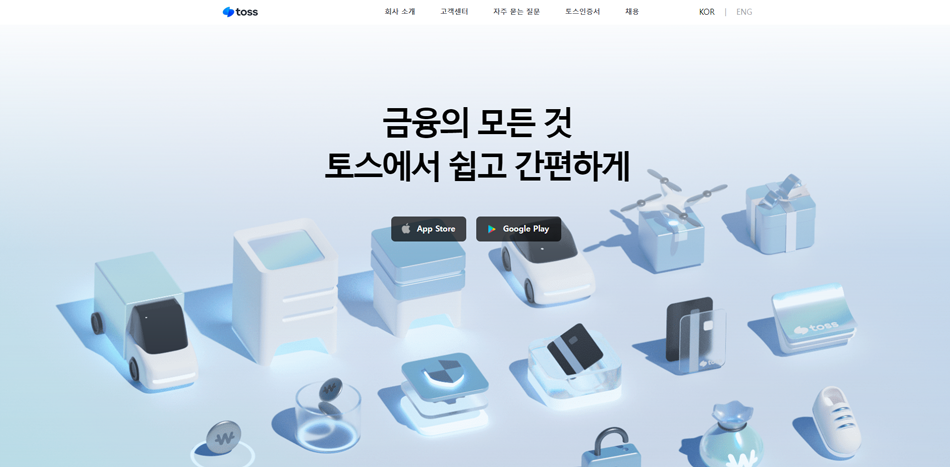 toss
회사 소개
고객센터
자주 묻는 질문
토스인증서
채용
KOR | ENG
금융의 모든 것
토스에서 쉽고 간편하게
App Store
Google Play
toss